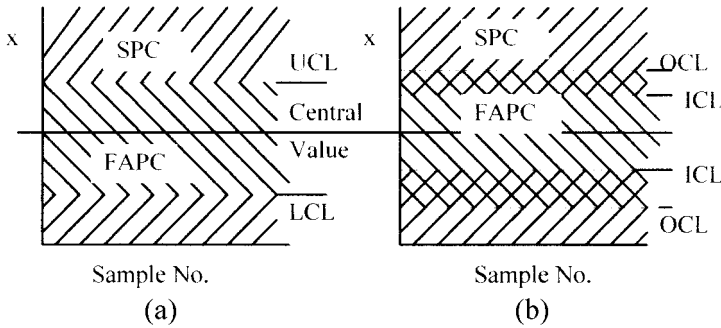 x
SPC
UCL
Central
FAPC
Value
LCL
Sample No.
(a)
x
SPC
OCL
ICL
FAPC
ICL
OCL
Sample No.
(b)